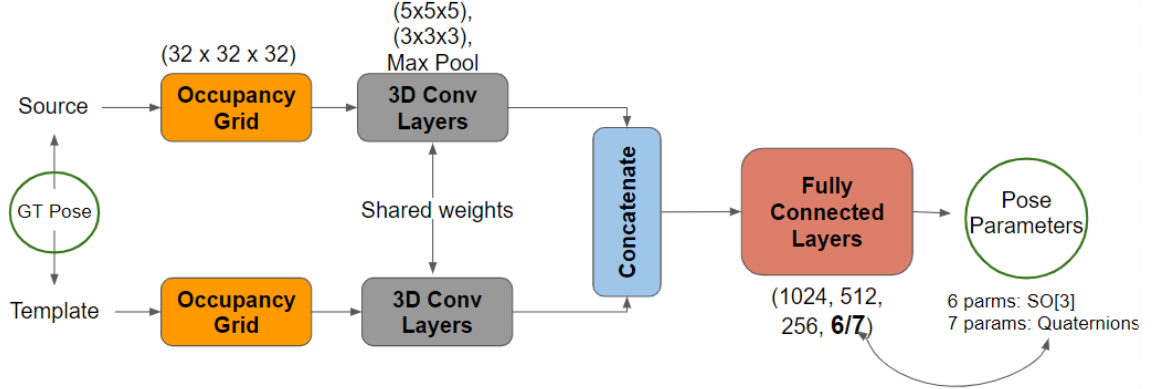 (5x5x5),
(3x3x3),
Max Pool
(32 x 32 x 32)
Source
Occupancy
Grid
3D Conv
Layers
GT Pose
Shared weights
Concatenate
Fully
Connected
Layers
Pose
Parameters
Template
Occupancy
Grid
3D Conv
Layers
(1024, 512,
256, 6/7)
6 parms: SO[3]
7 params: Quaternions